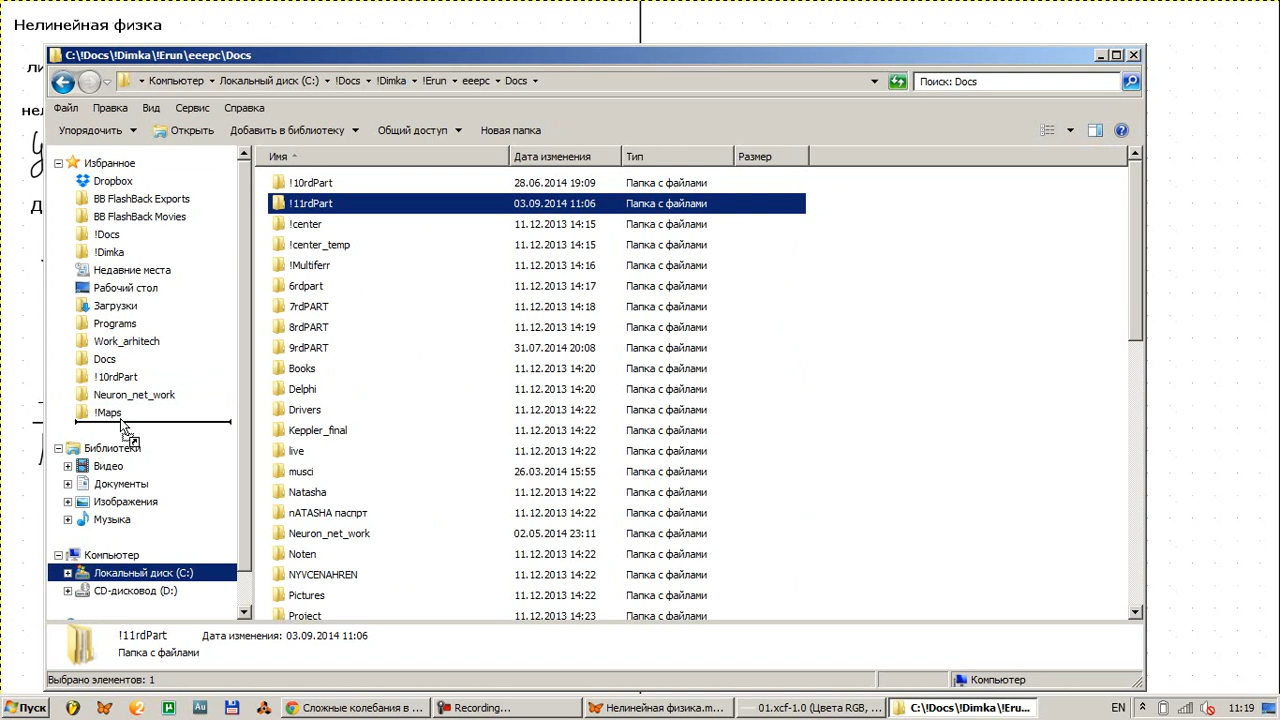 Нелинейная физка
ли
нел
C:\!Docs\!Dimka\!Erun\eeepc\Docs
Компьютер Локальный диск (C:) !Docs !Dimka !Erun eeepc Docs
Поиск: Docs
Файл Правка Вид Сервис Справка
Упорядочить Открыть Добавить в библиотеку Общий доступ Новая папка
Избранное
Dropbox
BB FlashBack Exports
BB FlashBack Movies
!Docs
!Dimka
Недавние места
Рабочий стол
Загрузки
Programs
Work_arhitech
Docs
!10rdPart
Neuron_net_work
!Maps
Библиотеки
Видео
Документы
Изображения
Музыка
Компьютер
Локальный диск (C:)
CD-дисковод (D:)
Имя Дата изменения Тип Размер
!10rdPart 28.06.2014 19:09 Папка с файлами
!11rdPart 03.09.2014 11:06 Папка с файлами
!center 11.12.2013 14:15 Папка с файлами
!center_temp 11.12.2013 14:15 Папка с файлами
!Multiferr 11.12.2013 14:16 Папка с файлами
6rdpart 11.12.2013 14:17 Папка с файлами
7rdPART 11.12.2013 14:18 Папка с файлами
8rdPART 11.12.2013 14:19 Папка с файлами
9rdPART 31.07.2014 20:08 Папка с файлами
Books 11.12.2013 14:20 Папка с файлами
Delphi 11.12.2013 14:20 Папка с файлами
Drivers 11.12.2013 14:22 Папка с файлами
Keppler_final 11.12.2013 14:22 Папка с файлами
live 11.12.2013 14:22 Папка с файлами
musci 26.03.2014 15:55 Папка с файлами
Natasha 11.12.2013 14:22 Папка с файлами
nATASHA паспрт 11.12.2013 14:22 Папка с файлами
Neuron_net_work 02.05.2014 23:11 Папка с файлами
Noten 11.12.2013 14:22 Папка с файлами
NYVCENAHREN 11.12.2013 14:22 Папка с файлами
Pictures 11.12.2013 14:22 Папка с файлами
Project 11.12.2013 14:23 Папка с файлами
!11rdPart Дата изменения: 03.09.2014 11:06
Папка с файлами
Выбрано элементов: 1
Компьютер
Пуск
Сложные колебания в ...
Recording...
Нелинейная физика.m...
01.xcf-1.0 (Цвета RGB, ...
C:\!Docs\!Dimka\!Eru...
EN
11:19